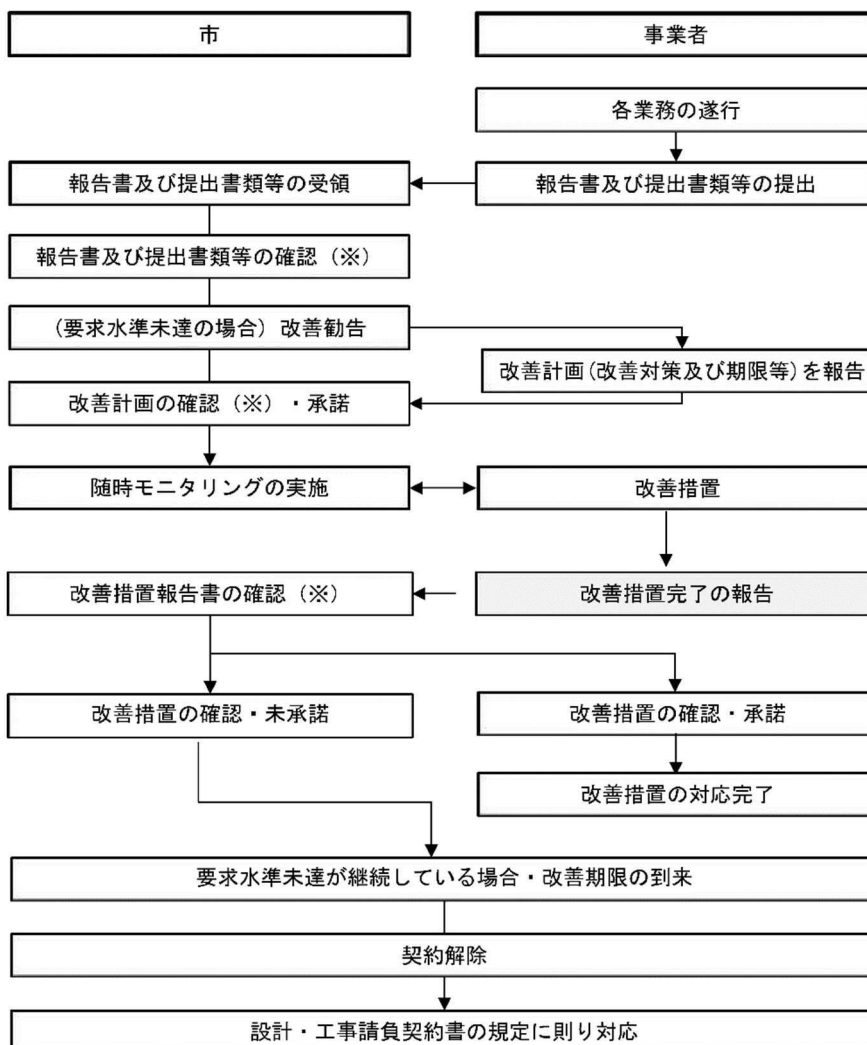 市
事業者
各業務の遂行
報告書及び提出書類等の受領
報告書及び提出書類等の提出
報告書及び提出書類等の確認（※）
（要求水準未達の場合）改善勧告
改善計画（改善対策及び期限等）を報告
改善計画の確認（※）・承諾
随時モニタリングの実施
改善措置
改善措置報告書の確認（※）
改善措置完了の報告
改善措置の確認・未承諾
改善措置の確認・承諾
改善措置の対応完了
要求水準未達が継続している場合・改善期限の到来
契約解除
設計・工事請負契約書の規定に則り対応